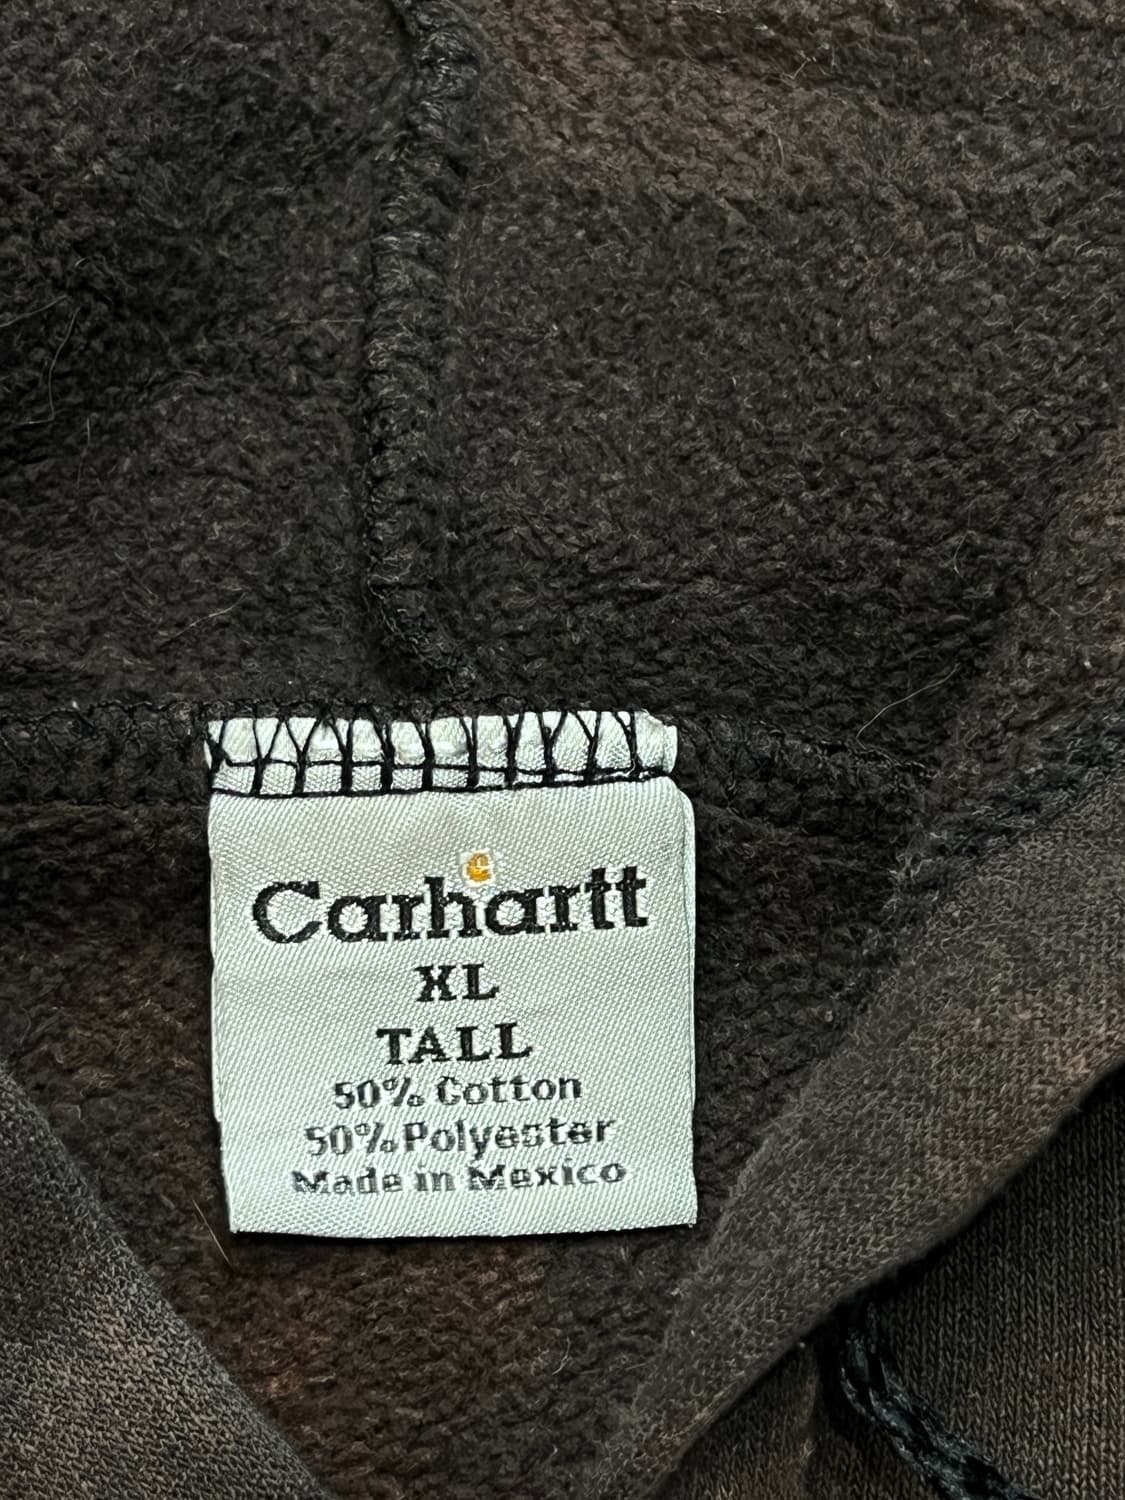 Carhartt
XL
TALL
50% Cotton
50% Polyester
Made in Mexico